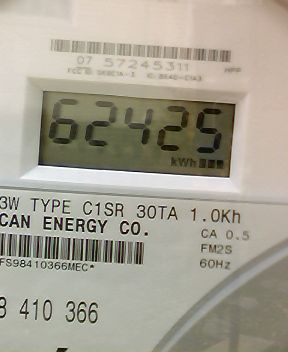 07 57245311
62425
kWh
3W TYPE C1SR 30TA 1.0Kh
CAN ENERGY CO.
CA 0.5
FM2S
60Hz
FS98410366MEC*
8 410 366